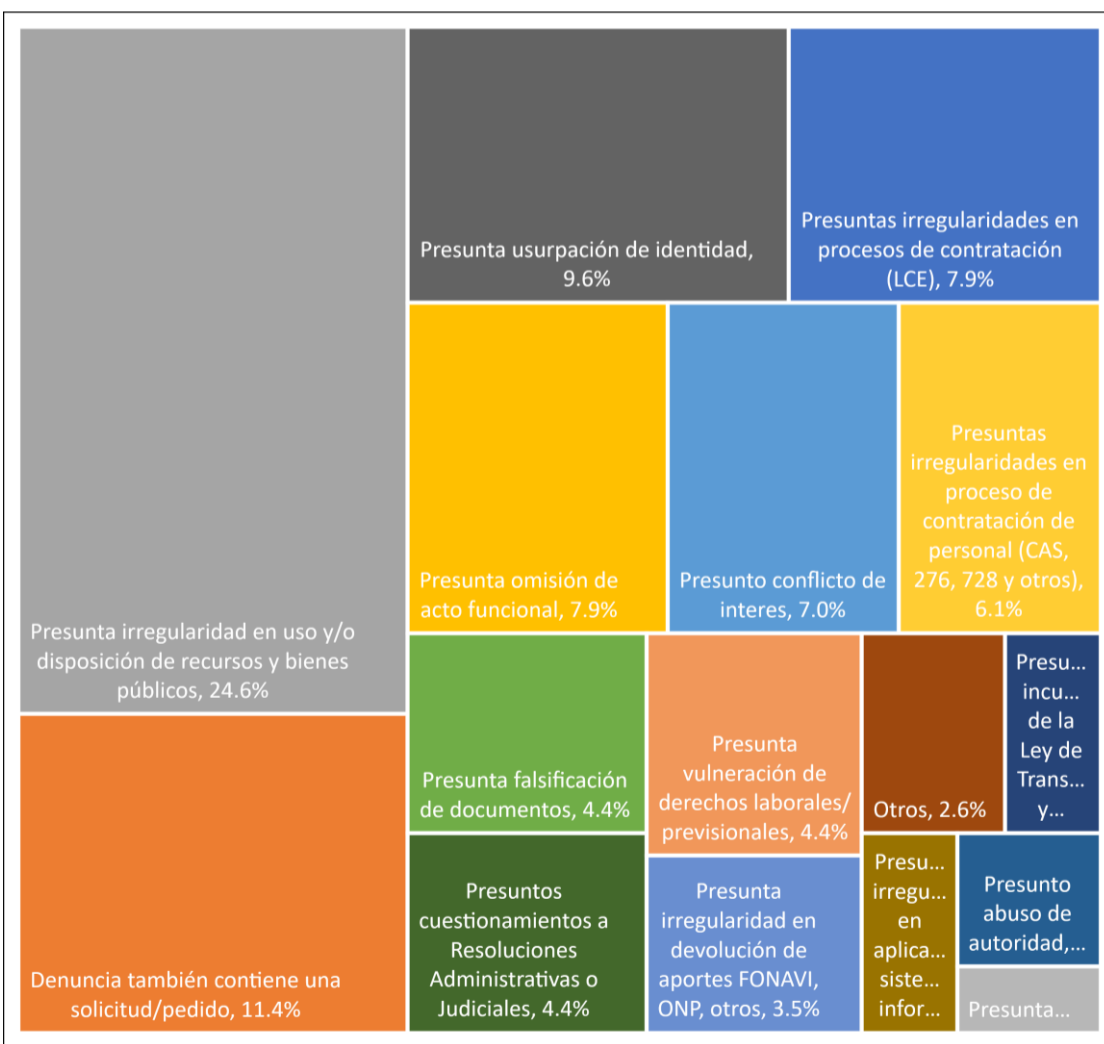 Presunta irregularidad en uso y/o
disposición de recursos y bienes
públicos, 24.6%
Denuncia también contiene una
solicitud/pedido, 11.4%
Presunta usurpación de identidad,
9.6%
Presuntas irregularidades en
procesos de contratación
(LCE), 7.9%
Presunta omisión de
acto funcional, 7.9%
Presunto conflicto de
interes, 7.0%
Presuntas
irregularidades en
proceso de
contratación de
personal (CAS,
276, 728 y otros),
6.1%
Presunta falsificación
de documentos, 4.4%
Presuntos
cuestionamientos a
Resoluciones
Administrativas o
Judiciales, 4.4%
Presunta
vulneración de
derechos laborales/
previsionales, 4.4%
Presunta
irregularidad en
devolución de
aportes FONAVI,
ONP, otros, 3.5%
Otros, 2.6%
Presu...
incu...
de la
Ley de
Trans...
y...
Presu...
irregu...
en
aplica...
siste...
infor...
Presunto
abuso de
autoridad,...
Presunta...